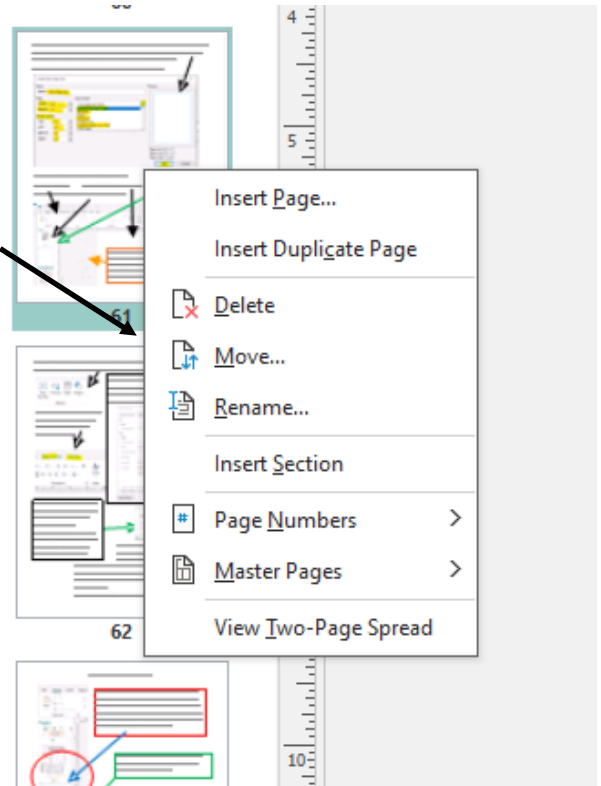 4
5
Insert Page...
Insert Duplicate Page
Delete
61
Move...
Rename...
Insert Section
Page Numbers
Master Pages
62
View Two-Page Spread
10